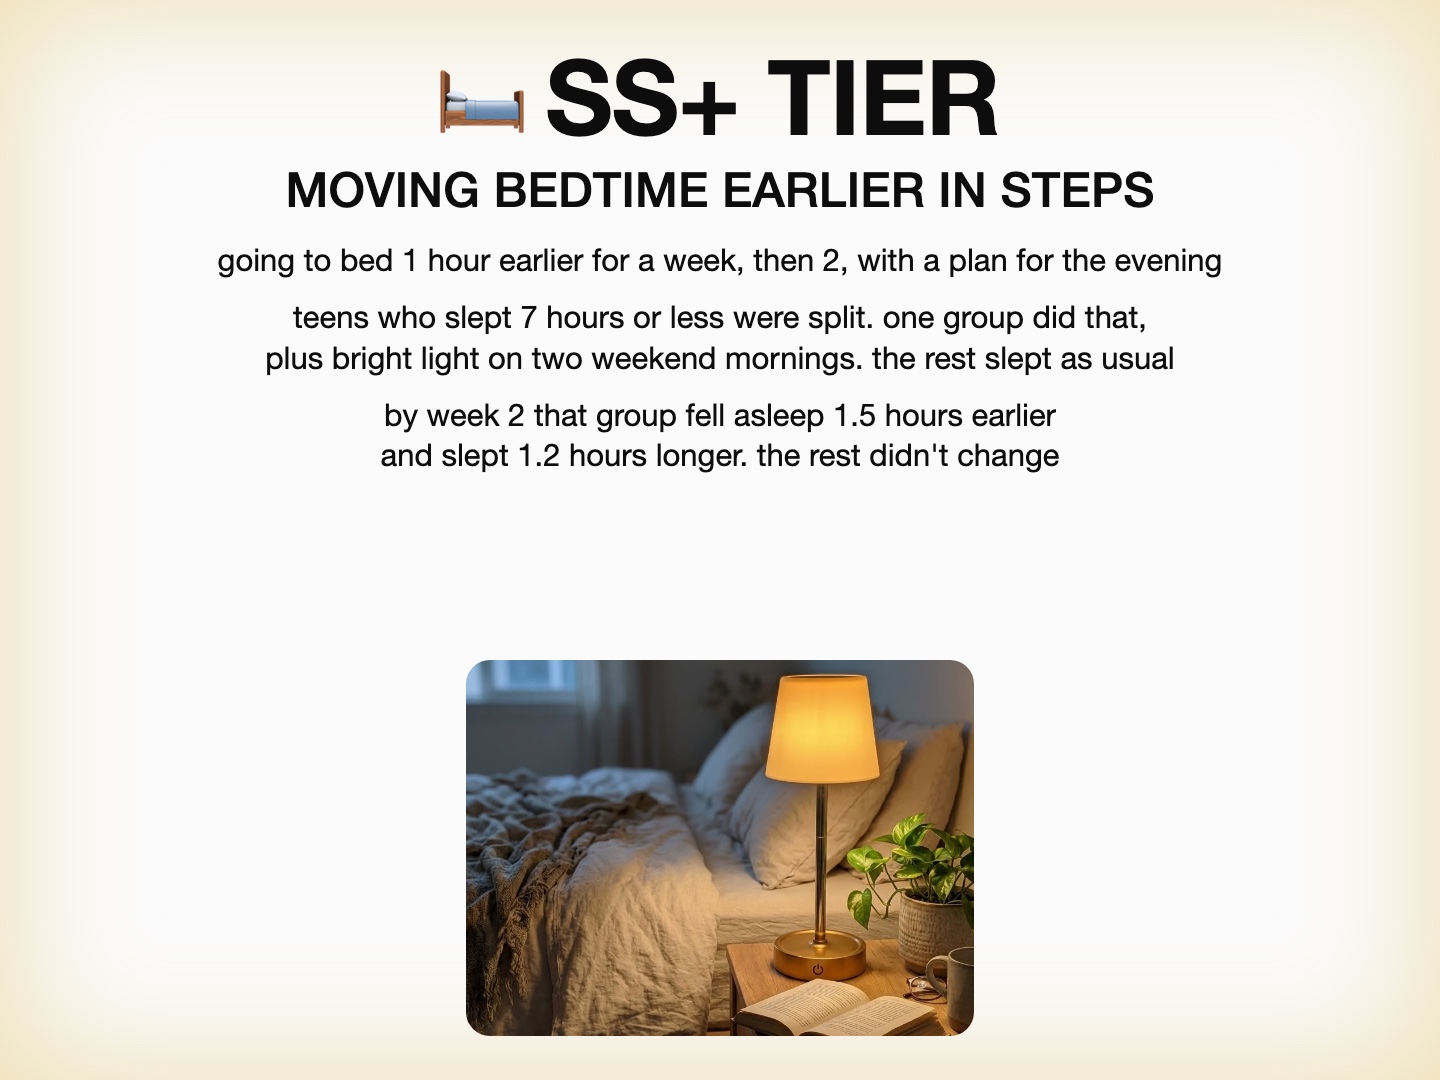 SS+ TIER
MOVING BEDTIME EARLIER IN STEPS
going to bed 1 hour earlier for a week, then 2, with a plan for the evening
teens who slept 7 hours or less were split. one group did that,
plus bright light on two weekend mornings. the rest slept as usual
by week 2 that group fell asleep 1.5 hours earlier
and slept 1.2 hours longer. the rest didn't change